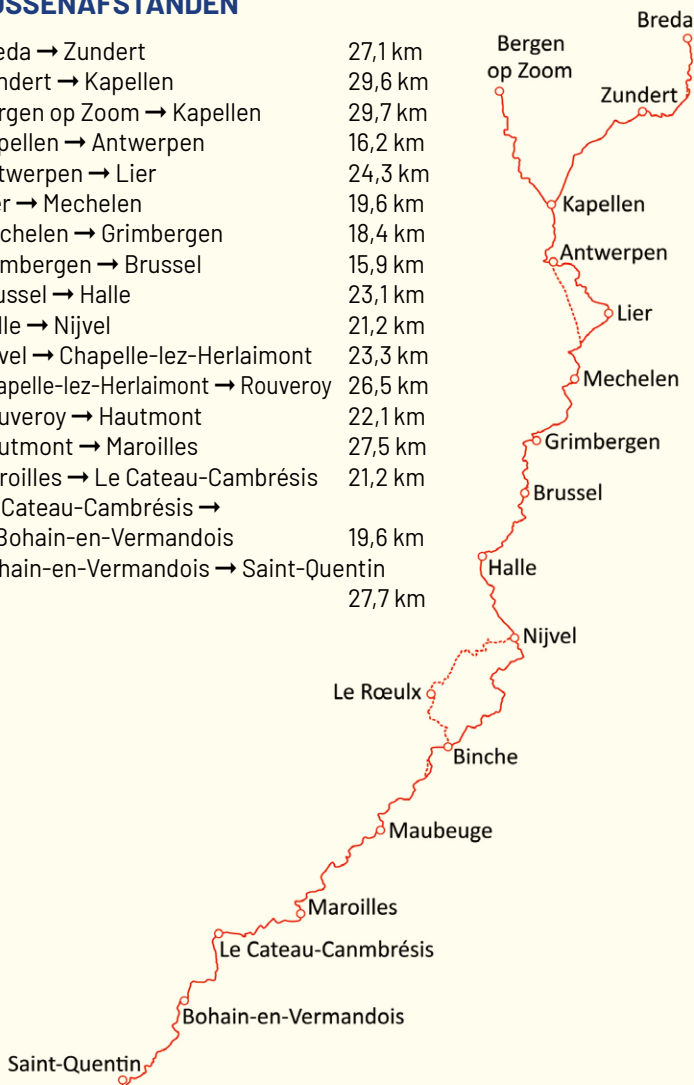 USSENAFSTANDEN
eda ➞ Zundert 27,1 km
ndert ➞ Kapellen 29,6 km
rgen op Zoom ➞ Kapellen 29,7 km
pellen ➞ Antwerpen 16,2 km
twerpen ➞ Lier 24,3 km
er ➞ Mechelen 19,6 km
chelen ➞ Grimbergen 18,4 km
mbergen ➞ Brussel 15,9 km
ussel ➞ Halle 23,1 km
lle ➞ Nijvel 21,2 km
vel ➞ Chapelle-lez-Herlaimont 23,3 km
apelle-lez-Herlaimont ➞ Rouveroy 26,5 km
uveroy ➞ Hautmont 22,1 km
utmont ➞ Maroilles 27,5 km
roilles ➞ Le Cateau-Cambrésis 21,2 km
Cateau-Cambrésis ➞
Bohain-en-Vermandois 19,6 km
hain-en-Vermandois ➞ Saint-Quentin
27,7 km
Breda
Bergen
op Zoom
Zundert
Kapellen
Antwerpen
Lier
Mechelen
Grimbergen
Brussel
Halle
Nijvel
Le Rœulx
Binche
Maubeuge
Maroilles
Le Cateau-Canmbrésis
Bohain-en-Vermandois
Saint-Quentin